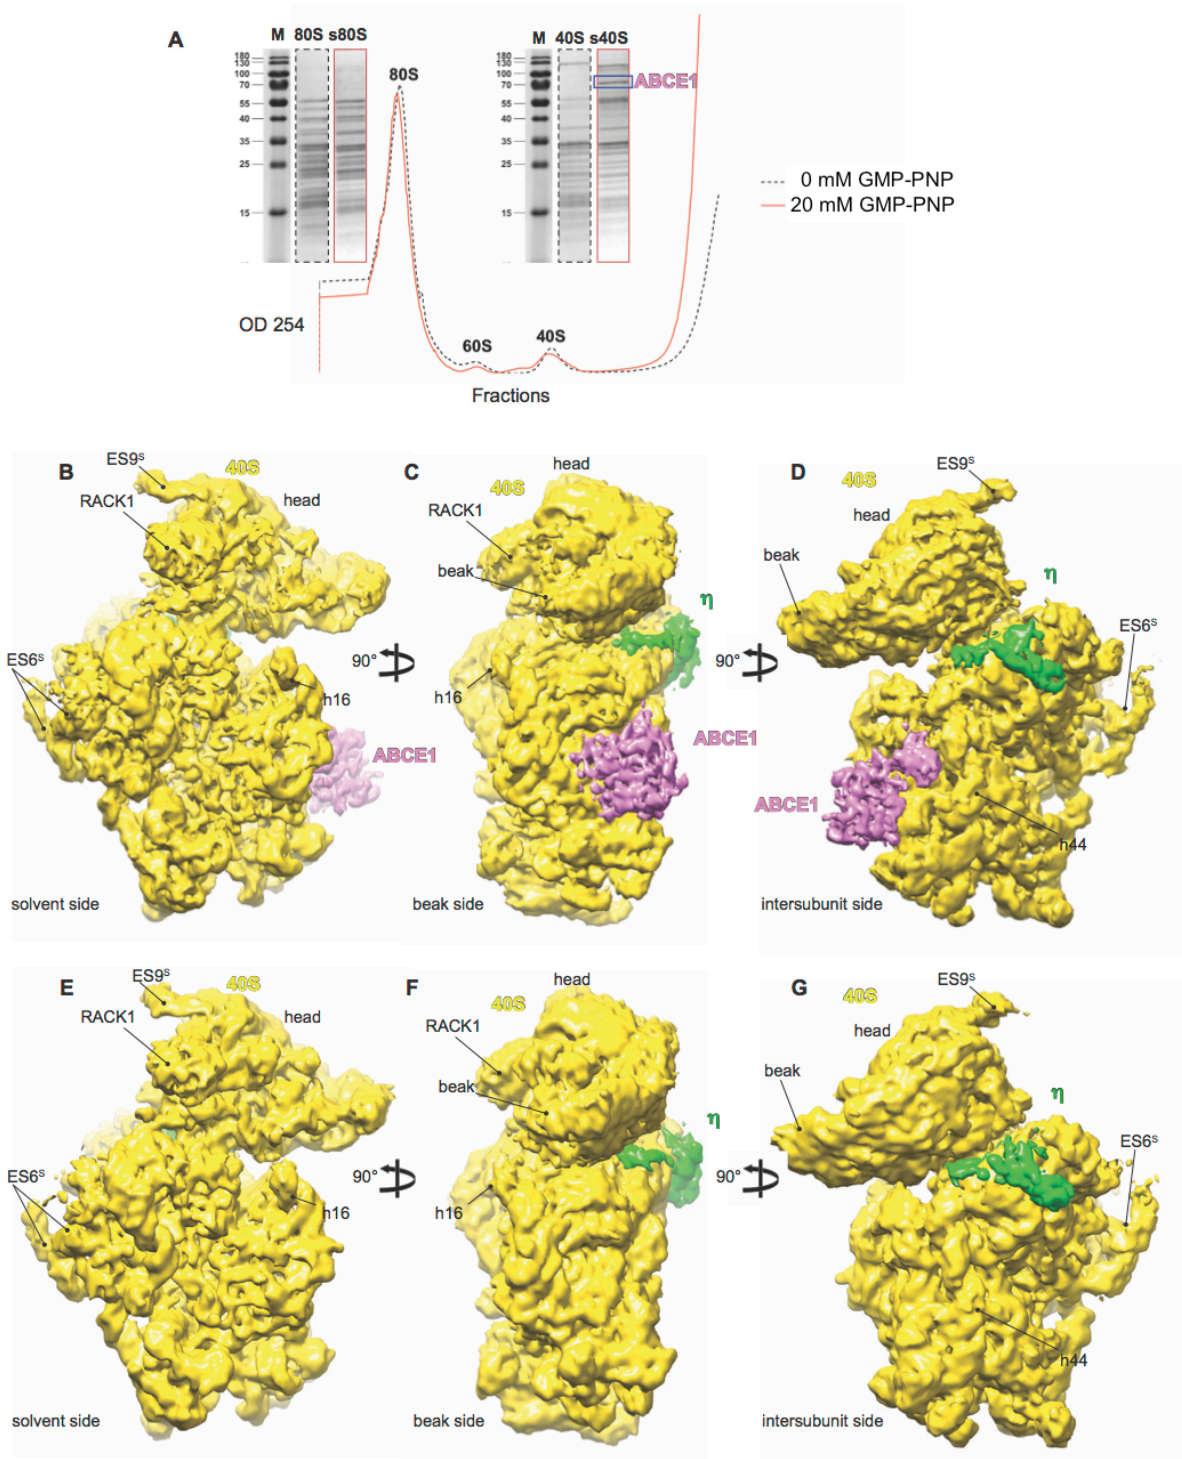 A
M 80S s80S
M 40S s40S
180
130
100
70
55
40
35
25
15
180
130
100
70
55
40
35
25
15
80S
ABCE1
0 mM GMP-PNP
20 mM GMP-PNP
OD 254
60S
40S
Fractions
B
ES9S
40S
RACK1
head
ES6S
h16
ABCE1
solvent side
90°
C
head
40S
RACK1
beak
η
h16
ABCE1
beak side
90°
D
ES9S
40S
head
beak
η
ES6S
ABCE1
h44
intersubunit side
E
ES9S
40S
RACK1
head
ES6S
h16
solvent side
90°
F
head
40S
RACK1
beak
η
h16
beak side
90°
G
ES9S
40S
head
beak
η
ES6S
h44
intersubunit side